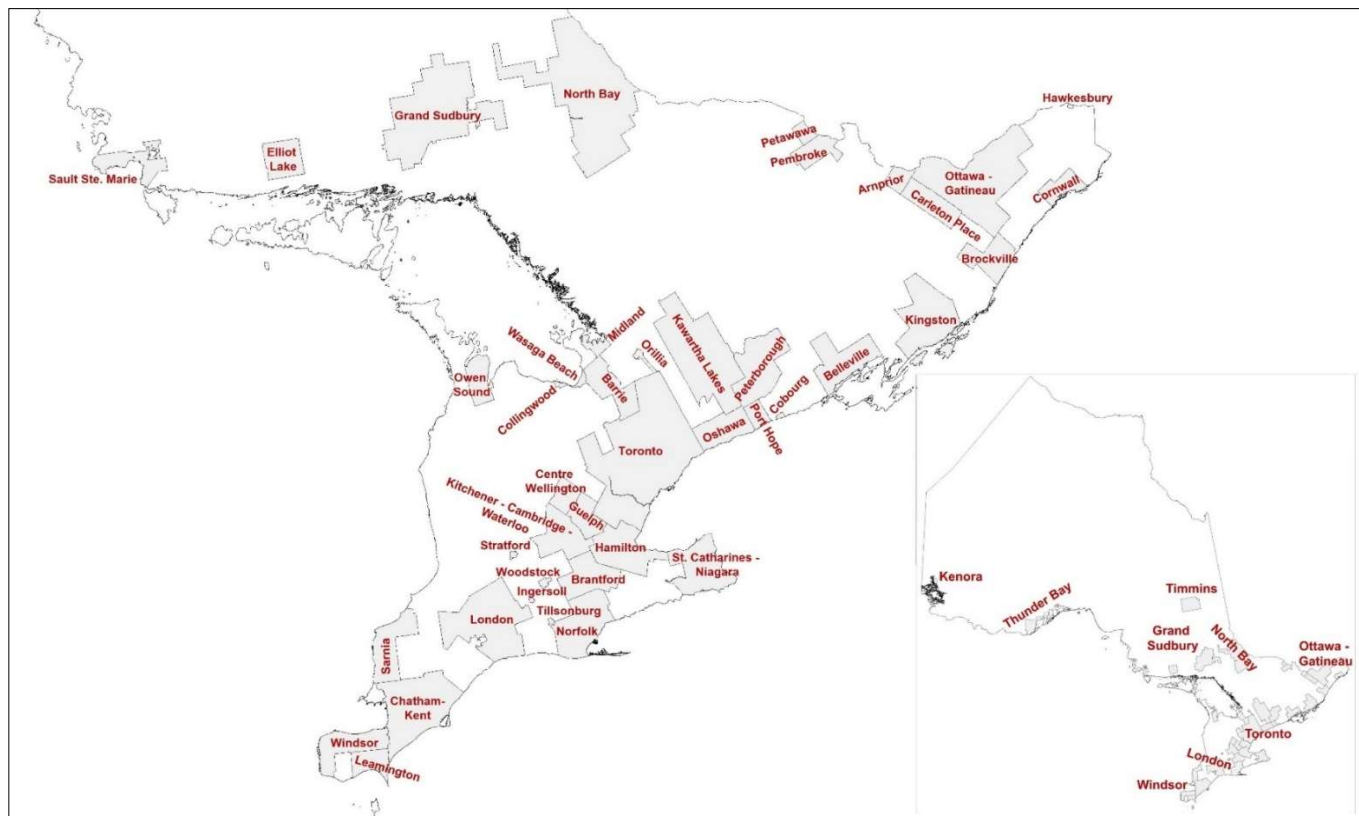 North Bay
Grand Sudbury
Hawkesbury
Petawawa
Pembroke
Elliot
Lake
Sault Ste. Marie
Arnprior
Ottawa -
Gatineau
Cornwall
Carleton Place
Brockville
Kingston
Midland
Wasaga Beach
Orillia
Kawartha Lakes
Peterborough
Belleville
Owen
Sound
Barrie
Collingwood
Cobourg
Port Hope
Oshawa
Toronto
Centre
Wellington
Guelph
Kitchener - Cambridge -
Waterloo
Stratford
Hamilton
St. Catharines -
Niagara
Woodstock
Brantford
Ingersoll
Tillsonburg
London
Norfolk
Sarnia
Chatham-
Kent
Windsor
Leamington
Kenora
Thunder Bay
Timmins
Grand
Sudbury
North Bay
Ottawa -
Gatineau
Toronto
London
Windsor